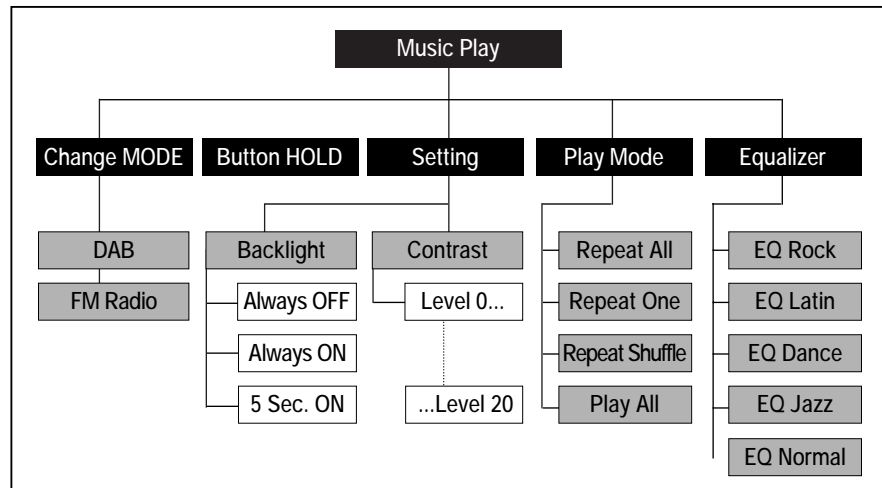 Music Play
Change MODE
Button HOLD
Setting
Play Mode
Equalizer
DAB
Backlight
Contrast
Repeat All
EQ Rock
FM Radio
Always OFF
Level 0...
Repeat One
EQ Latin
Always ON
Repeat Shuffle
EQ Dance
5 Sec. ON
...Level 20
Play All
EQ Jazz
EQ Normal